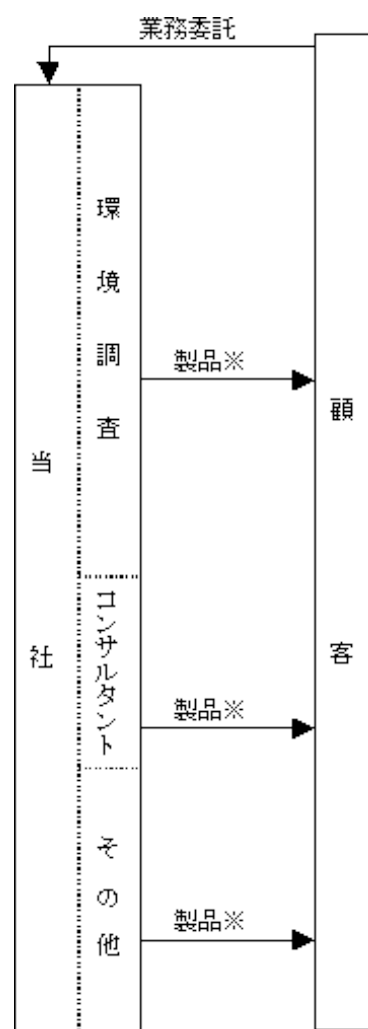 業務委託
当社
環境調査
製品※
コンサルタント
製品※
その他
製品※
顧客